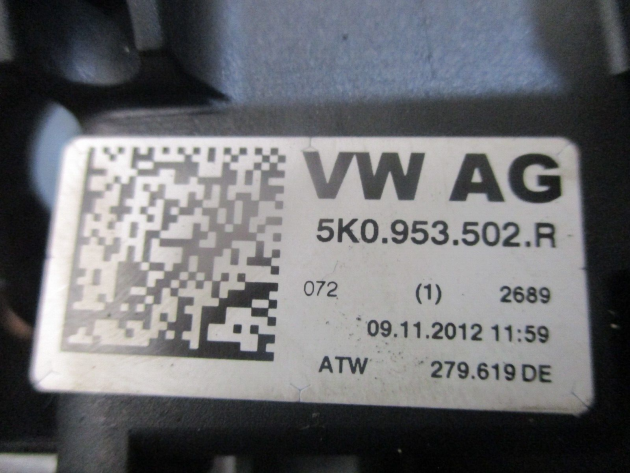 VW AG
5K0.953.502.R
072 (1) 2689
09.11.2012 11:59
ATW 279.619 DE